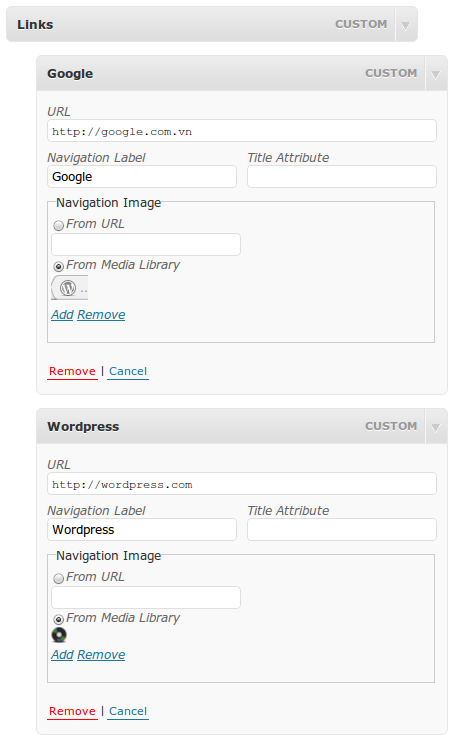 Links CUSTOM
Google CUSTOM
URL
http://google.com.vn
Navigation Label Title Attribute
Google
Navigation Image
From URL
From Media Library
..
Add Remove
Remove | Cancel
Wordpress CUSTOM
URL
http://wordpress.com
Navigation Label Title Attribute
Wordpress
Navigation Image
From URL
From Media Library
Add Remove
Remove | Cancel